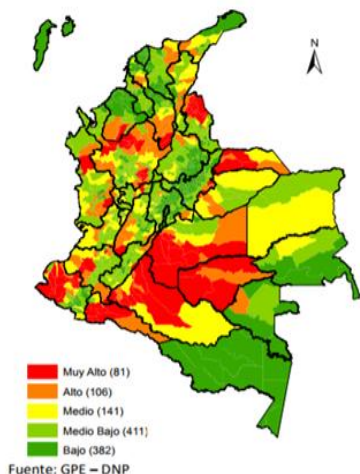 N
Muy Alto (81)
Alto (106)
Medio (141)
Medio Bajo (411)
Bajo (382)
Fuente: GPE – DNP